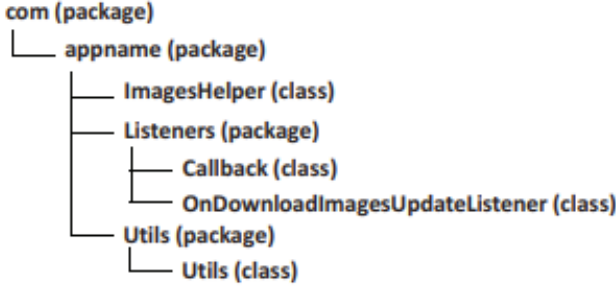 com (package)
appname (package)
ImagesHelper (class)
Listeners (package)
Callback (class)
OnDownloadImagesUpdateListener (class)
Utils (package)
Utils (class)